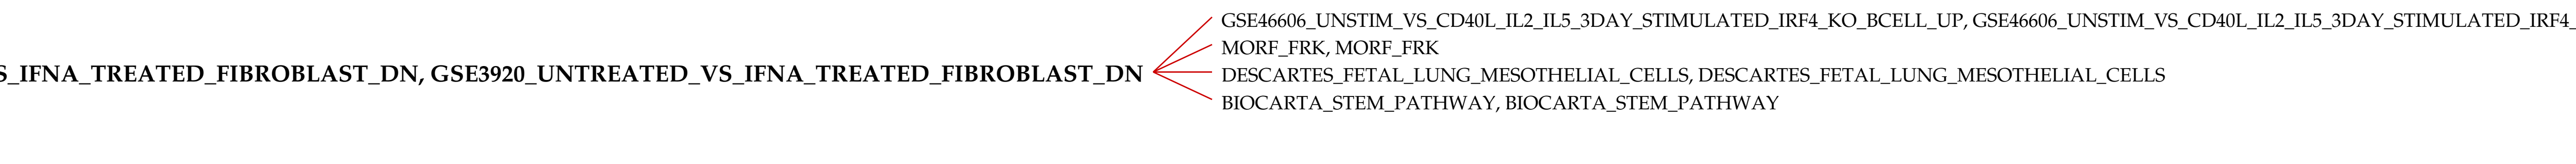 GSE46606_UNSTIM_VS_CD40L_IL2_IL5_3DAY_STIMULATED_IRF4_KO_BCELL_UP, GSE46606_UNSTIM_VS_CD40L_IL2_IL5_3DAY_STIMULATED_IRF4_
MORF_FRK, MORF_FRK
S_IFNA_TREATED_FIBROBLAST_DN, GSE3920_UNTREATED_VS_IFNA_TREATED_FIBROBLAST_DN
DESCARTES_FETAL_LUNG_MESOTHELIAL_CELLS, DESCARTES_FETAL_LUNG_MESOTHELIAL_CELLS
BIOCARTA_STEM_PATHWAY, BIOCARTA_STEM_PATHWAY